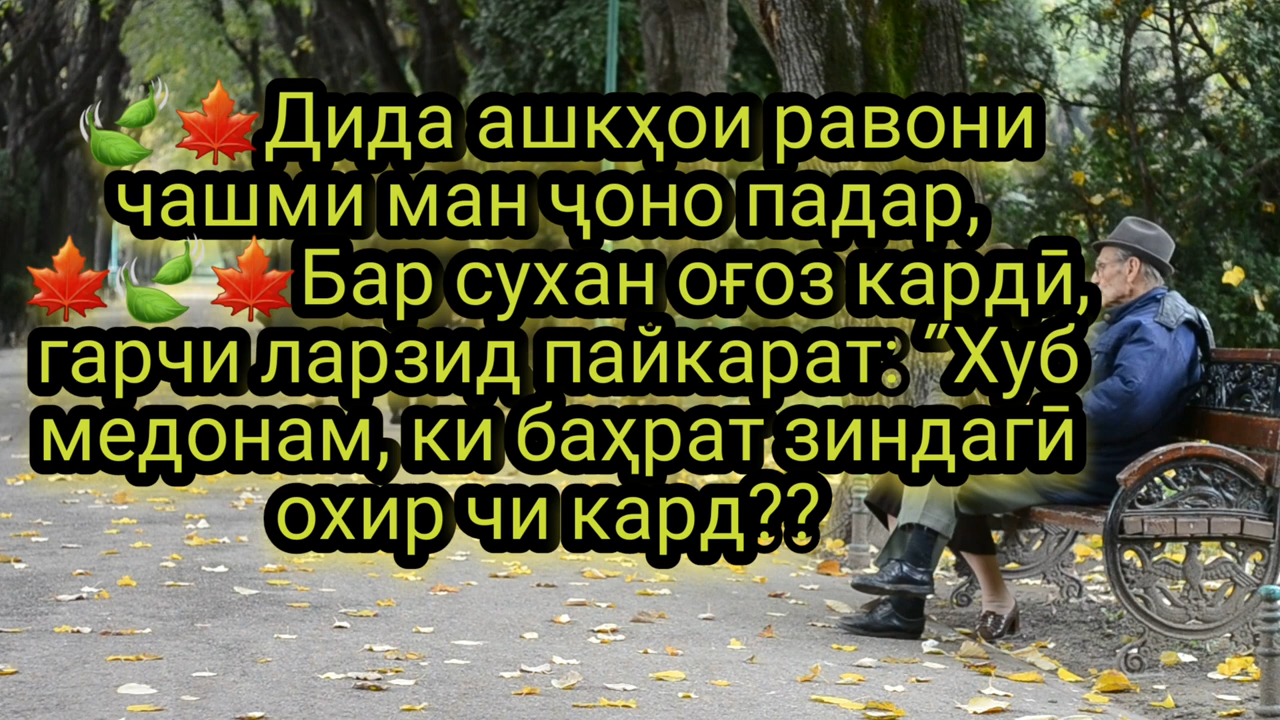 🍃🍁Дида ашкҳои равони
чашми ман ҷоно падар,
🍁🍃🍁Бар сухан оғоз кардӣ,
гарчи ларзид пайкарат: “Хуб
медонам, ки баҳрат зиндагӣ
охир чи кард??